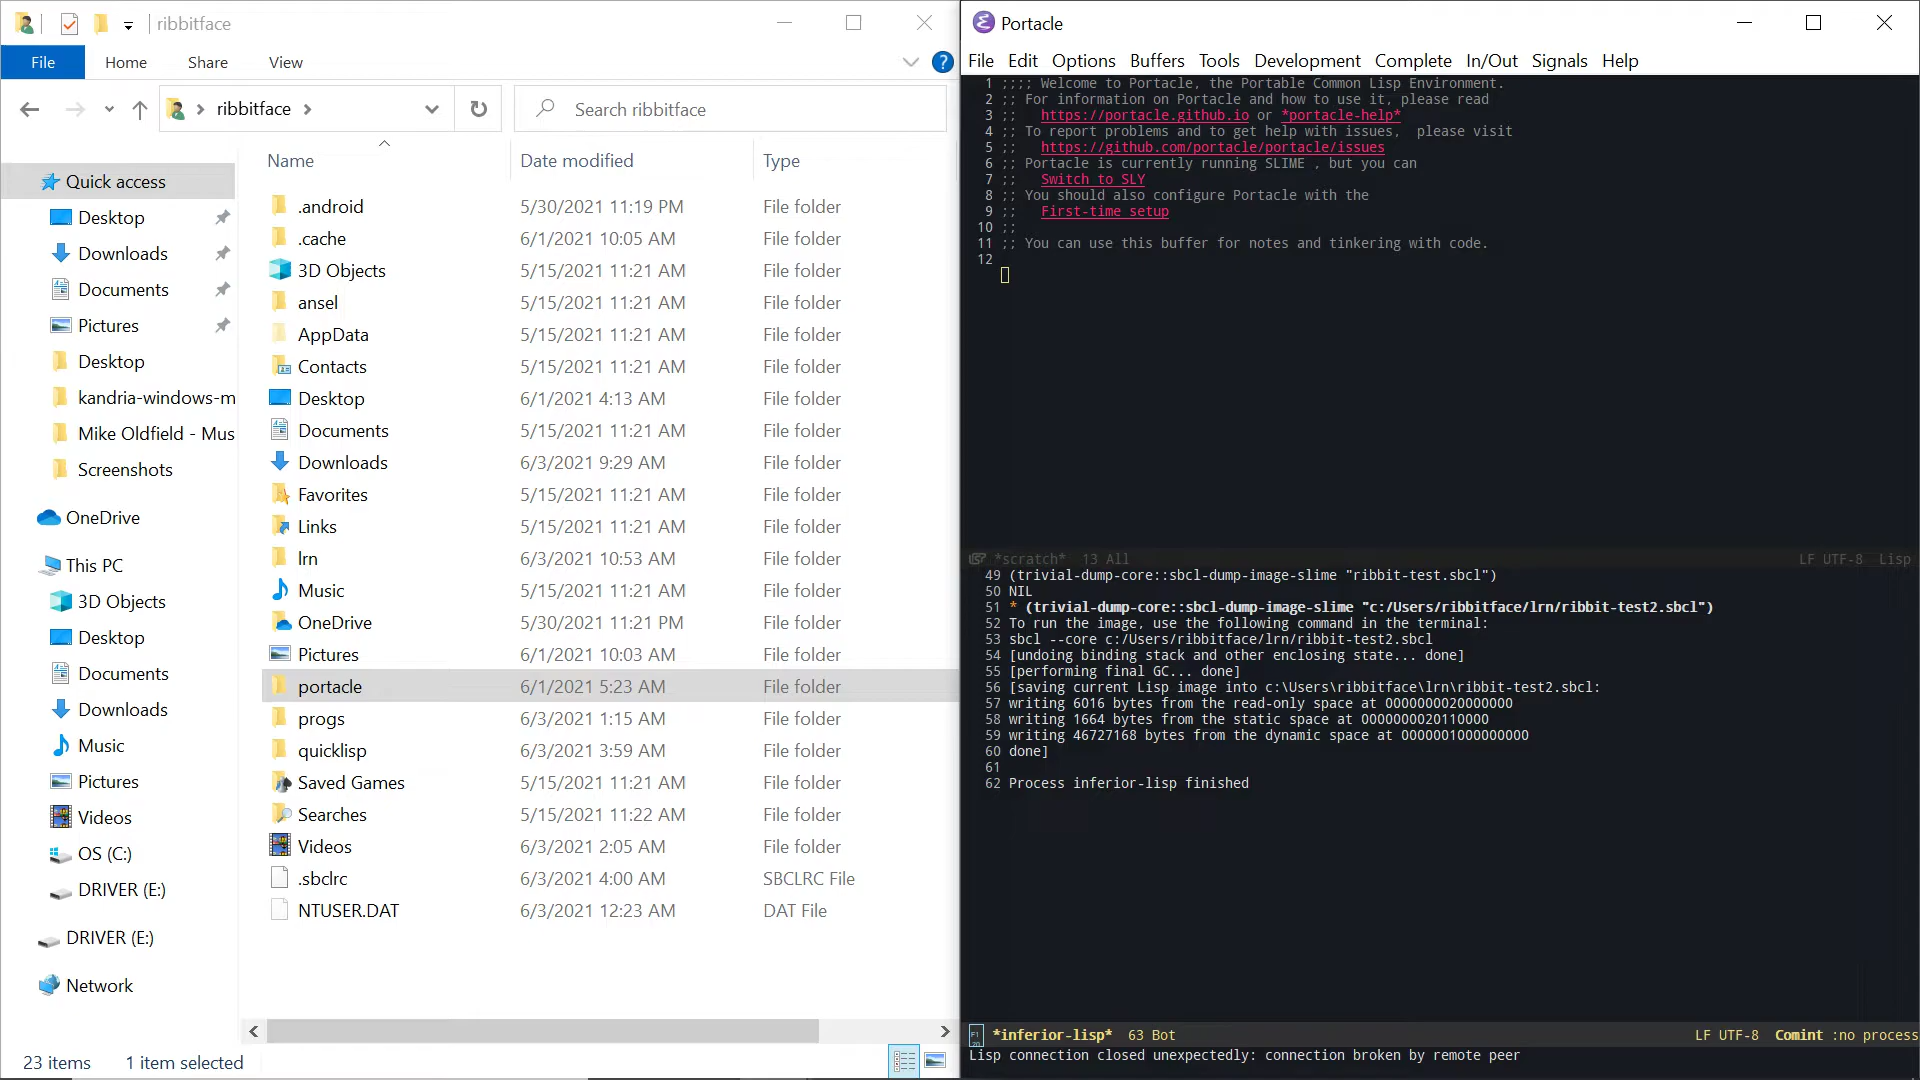 ribbitface
File
Home
Share
View
ribbitface
Search ribbitface
Name
Date modified
Type
Quick access
Desktop
Downloads
Documents
Pictures
Desktop
kandria-windows-m
Mike Oldfield - Mus
Screenshots
OneDrive
This PC
3D Objects
Desktop
Documents
Downloads
Music
Pictures
Videos
OS (C:)
DRIVER (E:)
DRIVER (E:)
Network
.android 5/30/2021 11:19 PM File folder
.cache 6/1/2021 10:05 AM File folder
3D Objects 5/15/2021 11:21 AM File folder
ansel 5/15/2021 11:21 AM File folder
AppData 5/15/2021 11:21 AM File folder
Contacts 5/15/2021 11:21 AM File folder
Desktop 6/1/2021 4:13 AM File folder
Documents 5/15/2021 11:21 AM File folder
Downloads 6/3/2021 9:29 AM File folder
Favorites 5/15/2021 11:21 AM File folder
Links 5/15/2021 11:21 AM File folder
lrn 6/3/2021 10:53 AM File folder
Music 5/15/2021 11:21 AM File folder
OneDrive 5/30/2021 11:21 PM File folder
Pictures 6/1/2021 10:03 AM File folder
portacle 6/1/2021 5:23 AM File folder
progs 6/3/2021 1:15 AM File folder
quicklisp 6/3/2021 3:59 AM File folder
Saved Games 5/15/2021 11:21 AM File folder
Searches 5/15/2021 11:22 AM File folder
Videos 6/3/2021 2:05 AM File folder
.sbclrc 6/3/2021 4:00 AM SBCLRC File
NTUSER.DAT 6/3/2021 12:23 AM DAT File
23 items 1 item selected
Portacle
File Edit Options Buffers Tools Development Complete In/Out Signals Help
1 ;;;; Welcome to Portacle, the Portable Common Lisp Environment.
2 ;; For information on Portacle and how to use it, please read
3 ;;   https://portacle.github.io or *portacle-help*
4 ;; To report problems and to get help with issues,  please visit
5 ;;   https://github.com/portacle/portacle/issues
6 ;; Portacle is currently running SLIME , but you can
7 ;;   Switch to SLY
8 ;; You should also configure Portacle with the
9 ;;   First-time setup
10 ;;
11 ;; You can use this buffer for notes and tinkering with code.
12
*scratch*  13 All LF UTF-8  Lisp
49 (trivial-dump-core::sbcl-dump-image-slime "ribbit-test.sbcl")
50 NIL
51 * (trivial-dump-core::sbcl-dump-image-slime "c:/Users/ribbitface/lrn/ribbit-test2.sbcl")
52 To run the image, use the following command in the terminal:
53 sbcl --core c:/Users/ribbitface/lrn/ribbit-test2.sbcl
54 [undoing binding stack and other enclosing state... done]
55 [performing final GC... done]
56 [saving current Lisp image into c:\Users\ribbitface\lrn\ribbit-test2.sbcl:
57 writing 6016 bytes from the read-only space at 0000000020000000
58 writing 1664 bytes from the static space at 0000000020110000
59 writing 46727168 bytes from the dynamic space at 0000001000000000
60 done]
61
62 Process inferior-lisp finished
*inferior-lisp*  63 Bot LF UTF-8  Comint :no process
Lisp connection closed unexpectedly: connection broken by remote peer